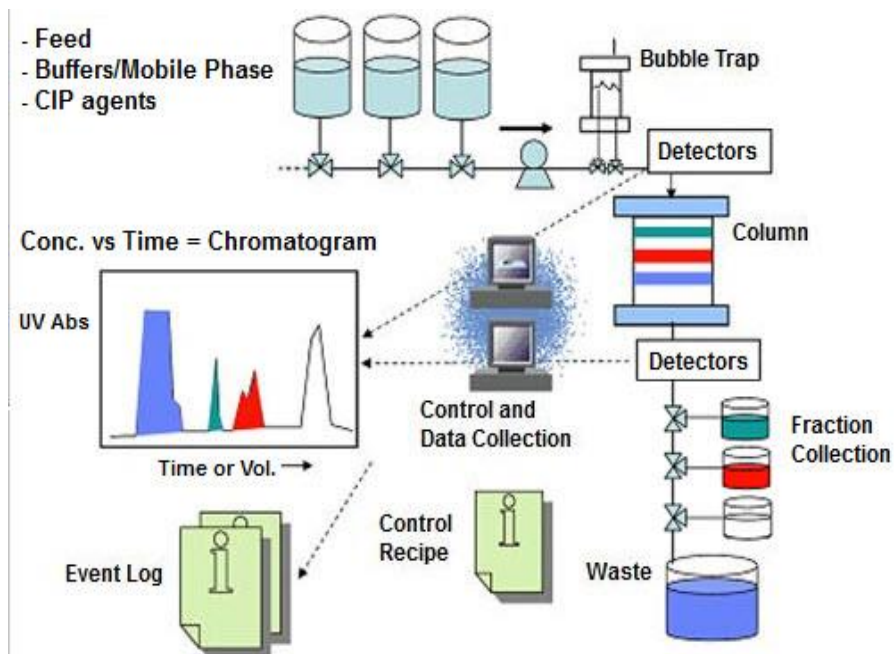 - Feed
- Buffers/Mobile Phase
- CIP agents
Bubble Trap
Detectors
Conc. vs Time = Chromatogram
Column
UV Abs
Detectors
Control and
Data Collection
Fraction
Collection
Time or Vol.
Control
Recipe
Event Log
Waste
i
i